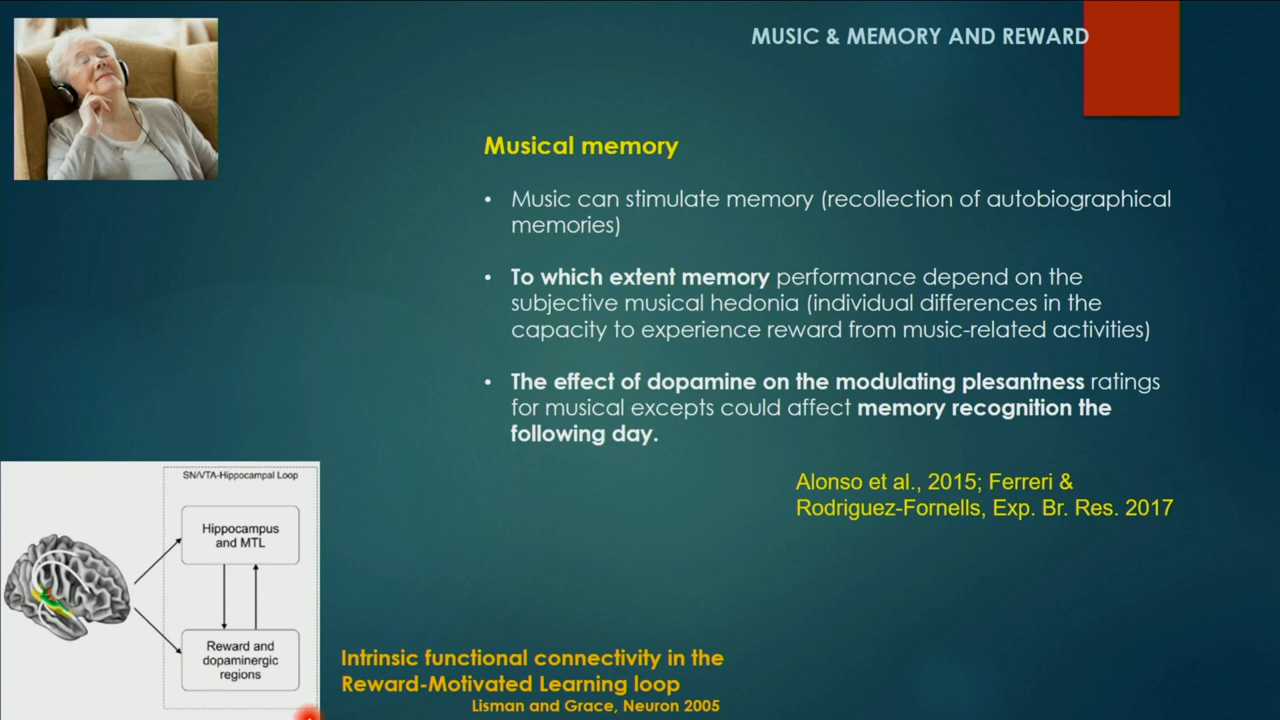 MUSIC & MEMORY AND REWARD
Musical memory
• Music can stimulate memory (recollection of autobiographical
memories)
• To which extent memory performance depend on the
subjective musical hedonia (individual differences in the
capacity to experience reward from music-related activities)
• The effect of dopamine on the modulating plesantness ratings
for musical excepts could affect memory recognition the
following day.
Alonso et al., 2015; Ferreri &
Rodriguez-Fornells, Exp. Br. Res. 2017
SN/VTA-Hippocampal Loop
Hippocampus
and MTL
Reward and
dopaminergic
regions
Intrinsic functional connectivity in the
Reward-Motivated Learning loop
Lisman and Grace, Neuron 2005